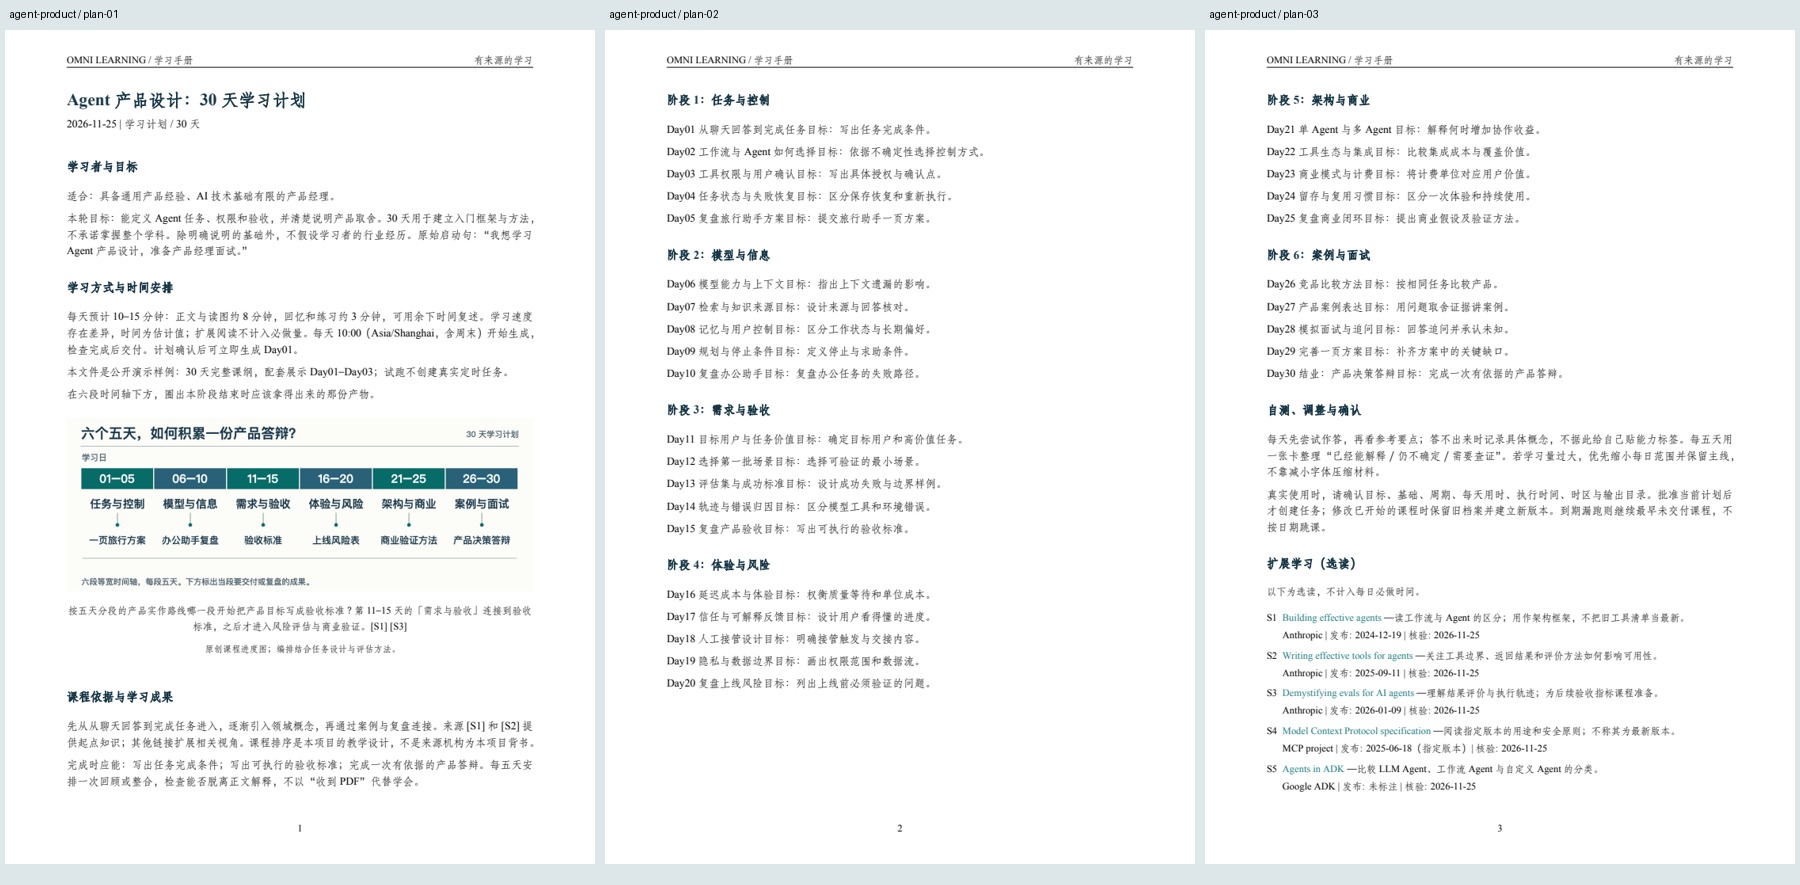 agent-product / plan-01
OMNI LEARNING / 学习手册
有来源的学习
Agent 产品设计：30 天学习计划
2026-11-25 | 学习计划 / 30 天
学习者与目标
适合：具备通用产品经验、AI 技术基础有限的产品经理。
本轮目标：能定义 Agent 任务、权限和验收，并清楚说明产品取舍。30 天用于建立入门框架与方法，
不承诺掌握整个学科。除明确说明的基础外，不假设学习者的行业经历。原始启动句：“我想学习
Agent 产品设计，准备产品经理面试。”
学习方式与时间安排
每天预计 10–15 分钟：正文与读图约 8 分钟，回忆和练习约 3 分钟，可用余下时间复述。学习速度
存在差异，时间为估计值；扩展阅读不计入必做量。每天 10:00（Asia/Shanghai，含周末）开始生成，
检查完成后交付。计划确认后可立即生成 Day01。
本文件是公开演示样例：30 天完整课纲，配套展示 Day01–Day03；试跑不创建真实定时任务。
在六段时间轴下方，圈出本阶段结束时应该拿得出来的那份产物。
六个五天，如何积累一份产品答辩？
30 天学习计划
学习日
01—05 06—10 11—15 16—20 21—25 26—30
任务与控制 模型与信息 需求与验收 体验与风险 架构与商业 案例与面试
一页旅行方案 办公助手复盘 验收标准 上线风险表 商业验证方法 产品决策答辩
六段等宽时间轴，每段五天。下方标出当段要交付或复盘的成果。
按五天分段的产品实作路线哪一段开始把产品目标写成验收标准？第 11–15 天的「需求与验收」连接到验收
标准，之后才进入风险评估与商业验证。[S1] [S3]
原创课程进度图；编排结合任务设计与评估方法。
课程依据与学习成果
先从从聊天回答到完成任务进入，逐渐引入领域概念，再通过案例与复盘连接。来源 [S1] 和 [S2] 提
供起点知识；其他链接扩展相关视角。课程排序是本项目的教学设计，不是来源机构为本项目背书。
完成时应能：写出任务完成条件；写出可执行的验收标准；完成一次有依据的产品答辩。每五天安
排一次回顾或整合，检查能否脱离正文解释，不以 “收到 PDF” 代替学会。
1
agent-product / plan-02
OMNI LEARNING / 学习手册
有来源的学习
阶段 1：任务与控制
Day01 从聊天回答到完成任务目标：写出任务完成条件。
Day02 工作流与 Agent 如何选择目标：依据不确定性选择控制方式。
Day03 工具权限与用户确认目标：写出具体授权与确认点。
Day04 任务状态与失败恢复目标：区分保存恢复和重新执行。
Day05 复盘旅行助手方案目标：提交旅行助手一页方案。
阶段 2：模型与信息
Day06 模型能力与上下文目标：指出上下文遗漏的影响。
Day07 检索与知识来源目标：设计来源与回答核对。
Day08 记忆与用户控制目标：区分工作状态与长期偏好。
Day09 规划与停止条件目标：定义停止与求助条件。
Day10 复盘办公助手目标：复盘办公任务的失败路径。
阶段 3：需求与验收
Day11 目标用户与任务价值目标：确定目标用户和高价值任务。
Day12 选择第一批场景目标：选择可验证的最小场景。
Day13 评估集与成功标准目标：设计成功失败与边界样例。
Day14 轨迹与错误归因目标：区分模型工具和环境错误。
Day15 复盘产品验收目标：写出可执行的验收标准。
阶段 4：体验与风险
Day16 延迟成本与体验目标：权衡质量等待和单位成本。
Day17 信任与可解释反馈目标：设计用户看得懂的进度。
Day18 人工接管设计目标：明确接管触发与交接内容。
Day19 隐私与数据边界目标：画出权限范围和数据流。
Day20 复盘上线风险目标：列出上线前必须验证的问题。
2
agent-product / plan-03
OMNI LEARNING / 学习手册
有来源的学习
阶段 5：架构与商业
Day21 单 Agent 与多 Agent 目标：解释何时增加协作收益。
Day22 工具生态与集成目标：比较集成成本与覆盖价值。
Day23 商业模式与计费目标：将计费单位对应用户价值。
Day24 留存与复用习惯目标：区分一次体验和持续使用。
Day25 复盘商业闭环目标：提出商业假设及验证方法。
阶段 6：案例与面试
Day26 竞品比较方法目标：按相同任务比较产品。
Day27 产品案例表达目标：用问题取舍证据讲案例。
Day28 模拟面试与追问目标：回答追问并承认未知。
Day29 完善一页方案目标：补齐方案中的关键缺口。
Day30 结业：产品决策答辩目标：完成一次有依据的产品答辩。
自测、调整与确认
每天先尝试作答，再看参考要点；答不出来时记录具体概念，不据此给自己贴能力标签。每五天用
一张卡整理 “已经能解释 / 仍不确定 / 需要查证”。若学习量过大，优先缩小每日范围并保留主线，
不靠减小字体压缩材料。
真实使用时，请确认目标、基础、周期、每天用时、执行时间、时区与输出目录。批准当前计划后
才创建任务；修改已开始的课程时保留旧档案并建立新版本。到期漏跑则继续最早未交付课程，不
按日期跳课。
扩展学习（选读）
以下为选读，不计入每日必做时间。
S1 Building effective agents —读工作流与 Agent 的区分；用作架构框架，不把旧工具清单当最新。
Anthropic | 发布: 2024-12-19 | 核验: 2026-11-25
S2 Writing effective tools for agents —关注工具边界、返回结果和评价方法如何影响可用性。
Anthropic | 发布: 2025-09-11 | 核验: 2026-11-25
S3 Demystifying evals for AI agents —理解结果评价与执行轨迹；为后续验收指标课程准备。
Anthropic | 发布: 2026-01-09 | 核验: 2026-11-25
S4 Model Context Protocol specification —阅读指定版本的用途和安全原则；不称其为最新版本。
MCP project | 发布: 2025-06-18（指定版本）| 核验: 2026-11-25
S5 Agents in ADK —比较 LLM Agent、工作流 Agent 与自定义 Agent 的分类。
Google ADK | 发布: 未标注 | 核验: 2026-11-25
3